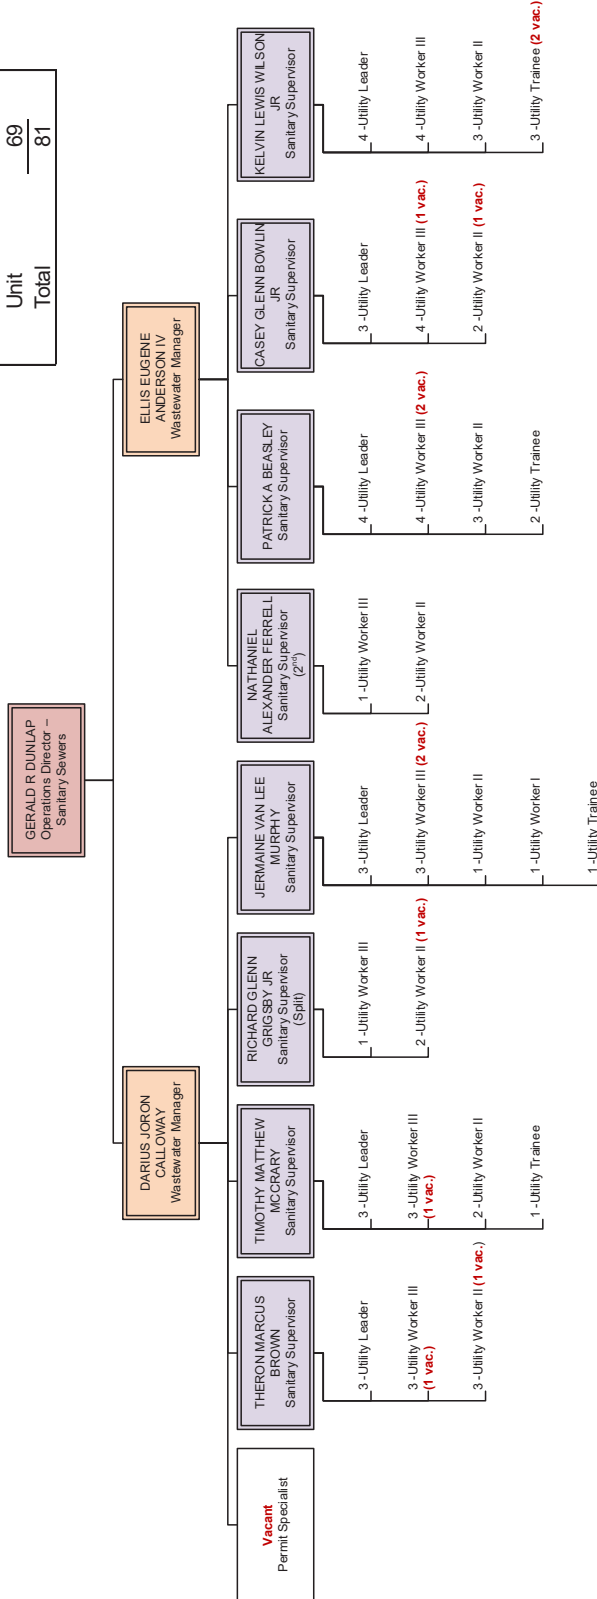 Unit 69
Total 81
GERALD R DUNLAP
Operations Director –
Sanitary Sewers
DARIUS JORON
CALLOWAY
Wastewater Manager
ELLIS EUGENE
ANDERSON IV
Wastewater Manager
Vacant
Permit Specialist
THERON MARCUS
BROWN
Sanitary Supervisor
3 -Utility Leader
3 -Utility Worker III
(1 vac.)
3 -Utility Worker II (1 vac.)
TIMOTHY MATTHEW
MCCRARY
Sanitary Supervisor
3 -Utility Leader
3 -Utility Worker III
(1 vac.)
2 -Utility Worker II
1 -Utility Trainee
RICHARD GLENN
GRIGSBY JR
Sanitary Supervisor
(Split)
1 -Utility Worker III
2 -Utility Worker II (1 vac.)
JERMAINE VAN LEE
MURPHY
Sanitary Supervisor
3 -Utility Leader
3 -Utility Worker III (2 vac.)
1 -Utility Worker II
1 -Utility Worker I
1 -Utility Trainee
NATHANIEL
ALEXANDER FERRELL
Sanitary Supervisor
(2nd)
1 -Utility Worker III
2 -Utility Worker II
PATRICK A BEASLEY
Sanitary Supervisor
4 -Utility Leader
4 -Utility Worker III (2 vac.)
3 -Utility Worker II
2 -Utility Trainee
CASEY GLENN BOWLIN
JR
Sanitary Supervisor
3 -Utility Leader
4 -Utility Worker III (1 vac.)
2 -Utility Worker II (1 vac.)
KELVIN LEWIS WILSON
JR
Sanitary Supervisor
4 -Utility Leader
4 -Utility Worker III
3 -Utility Worker II
3 -Utility Trainee (2 vac.)